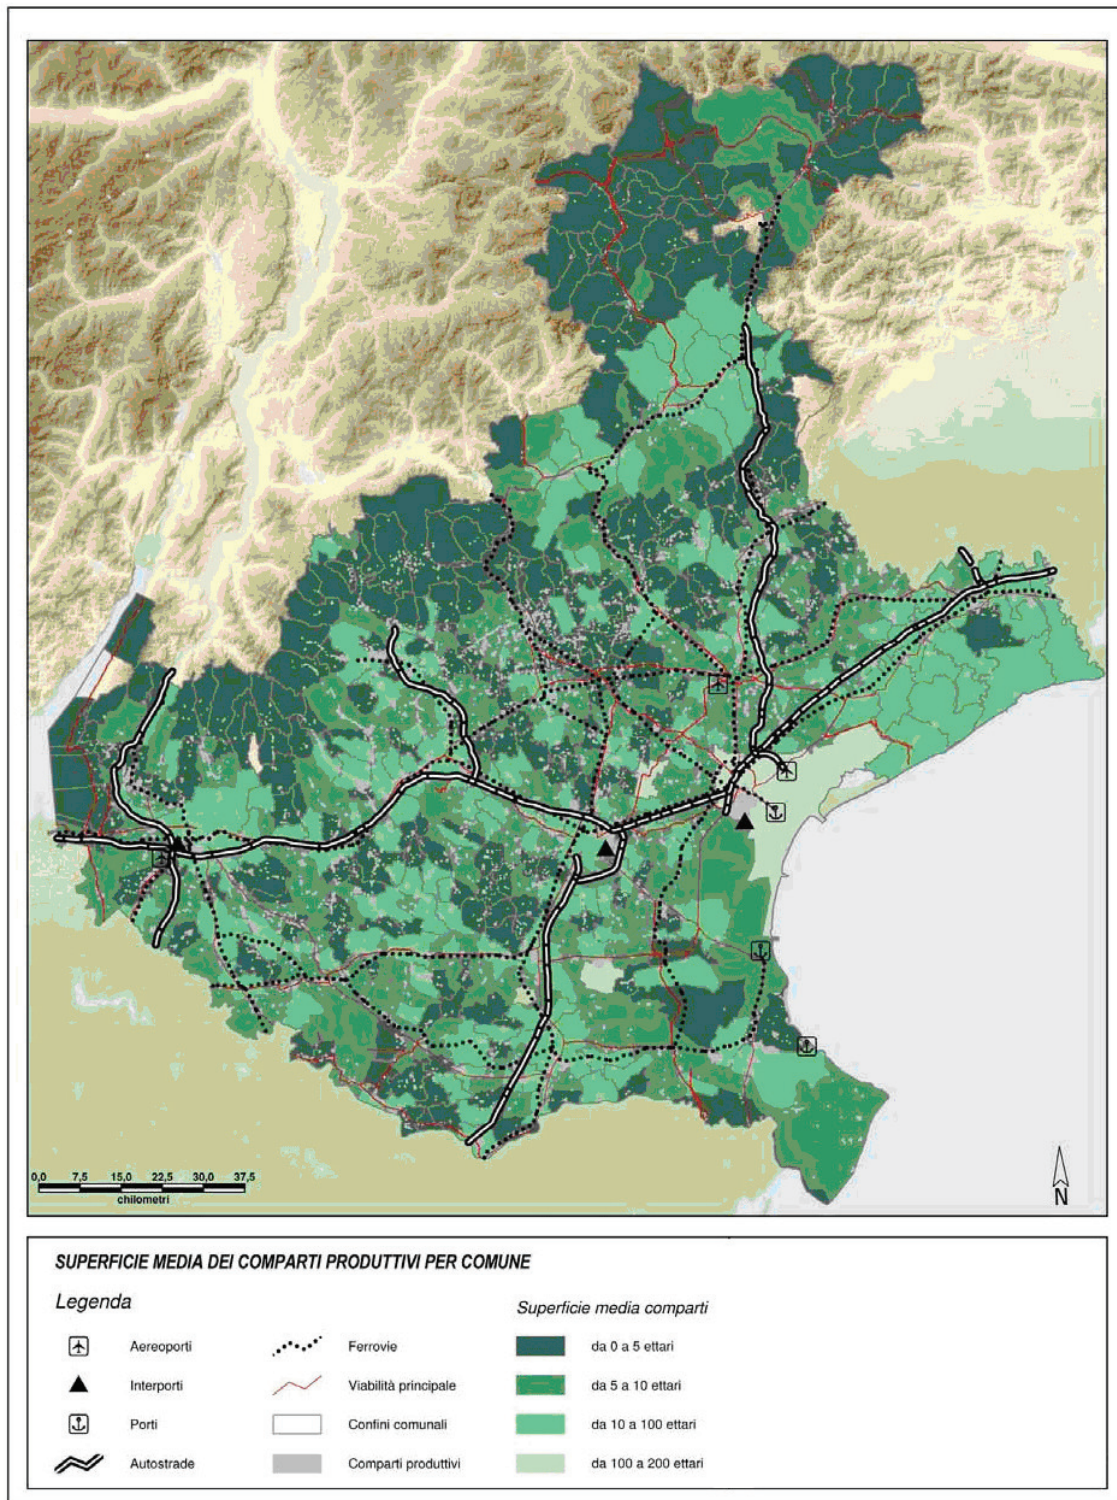 N
0,0 7,5 15,0 22,5 30,0 37,5
chilometri
SUPERFICIE MEDIA DEI COMPARTI PRODUTTIVI PER COMUNE
Legenda
Superficie media comparti
Aereoporti
Ferrovie
da 0 a 5 ettari
Interporti
Viabilità principale
da 5 a 10 ettari
Porti
Confini comunali
da 10 a 100 ettari
Autostrade
Comparti produttivi
da 100 a 200 ettari